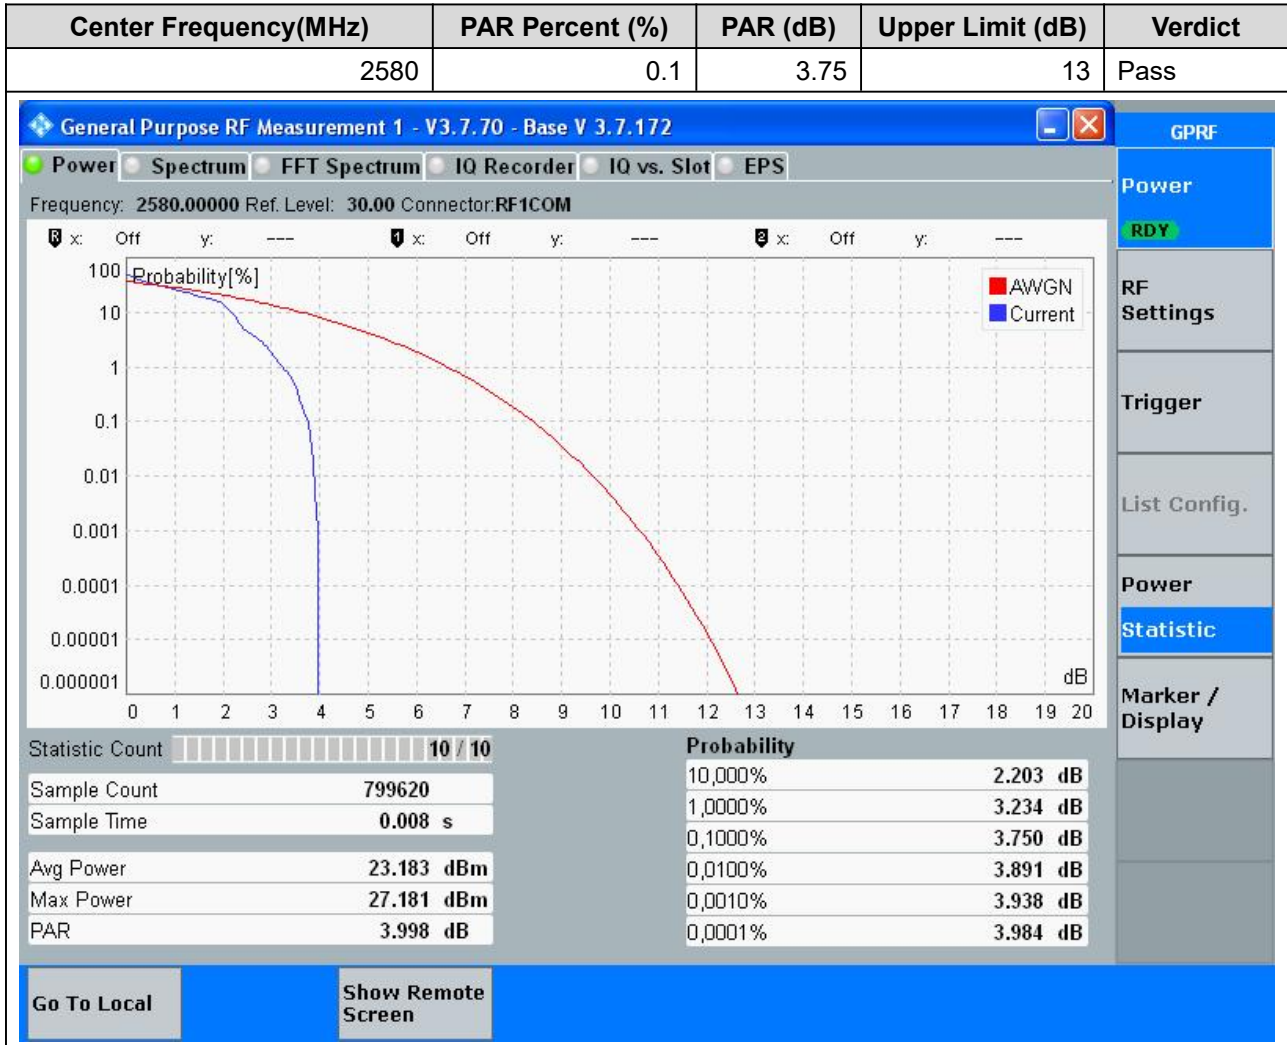 Center Frequency(MHz) PAR Percent (%) PAR (dB) Upper Limit (dB) Verdict
2580 0.1 3.75 13 Pass
General Purpose RF Measurement 1 - V3.7.70 - Base V 3.7.172
GPRF
Power Spectrum FFT Spectrum IQ Recorder IQ vs. Slot EPS
Frequency: 2580.00000 Ref. Level: 30.00 Connector:RF1COM
R x: Off y: --- 1 x: Off y: --- 2 x: Off y: ---
Probability[%]
AWGN
Current
100
10
1
0.1
0.01
0.001
0.0001
0.00001
0.000001
dB
0 1 2 3 4 5 6 7 8 9 10 11 12 13 14 15 16 17 18 19 20
Statistic Count 10 / 10
Sample Count 799620
Sample Time 0.008 s
Avg Power 23.183 dBm
Max Power 27.181 dBm
PAR 3.998 dB
Probability
10,000% 2.203 dB
1,0000% 3.234 dB
0,1000% 3.750 dB
0,0100% 3.891 dB
0,0010% 3.938 dB
0,0001% 3.984 dB
Power
RDY
RF
Settings
Trigger
List Config.
Power
Statistic
Marker /
Display
Go To Local
Show Remote
Screen